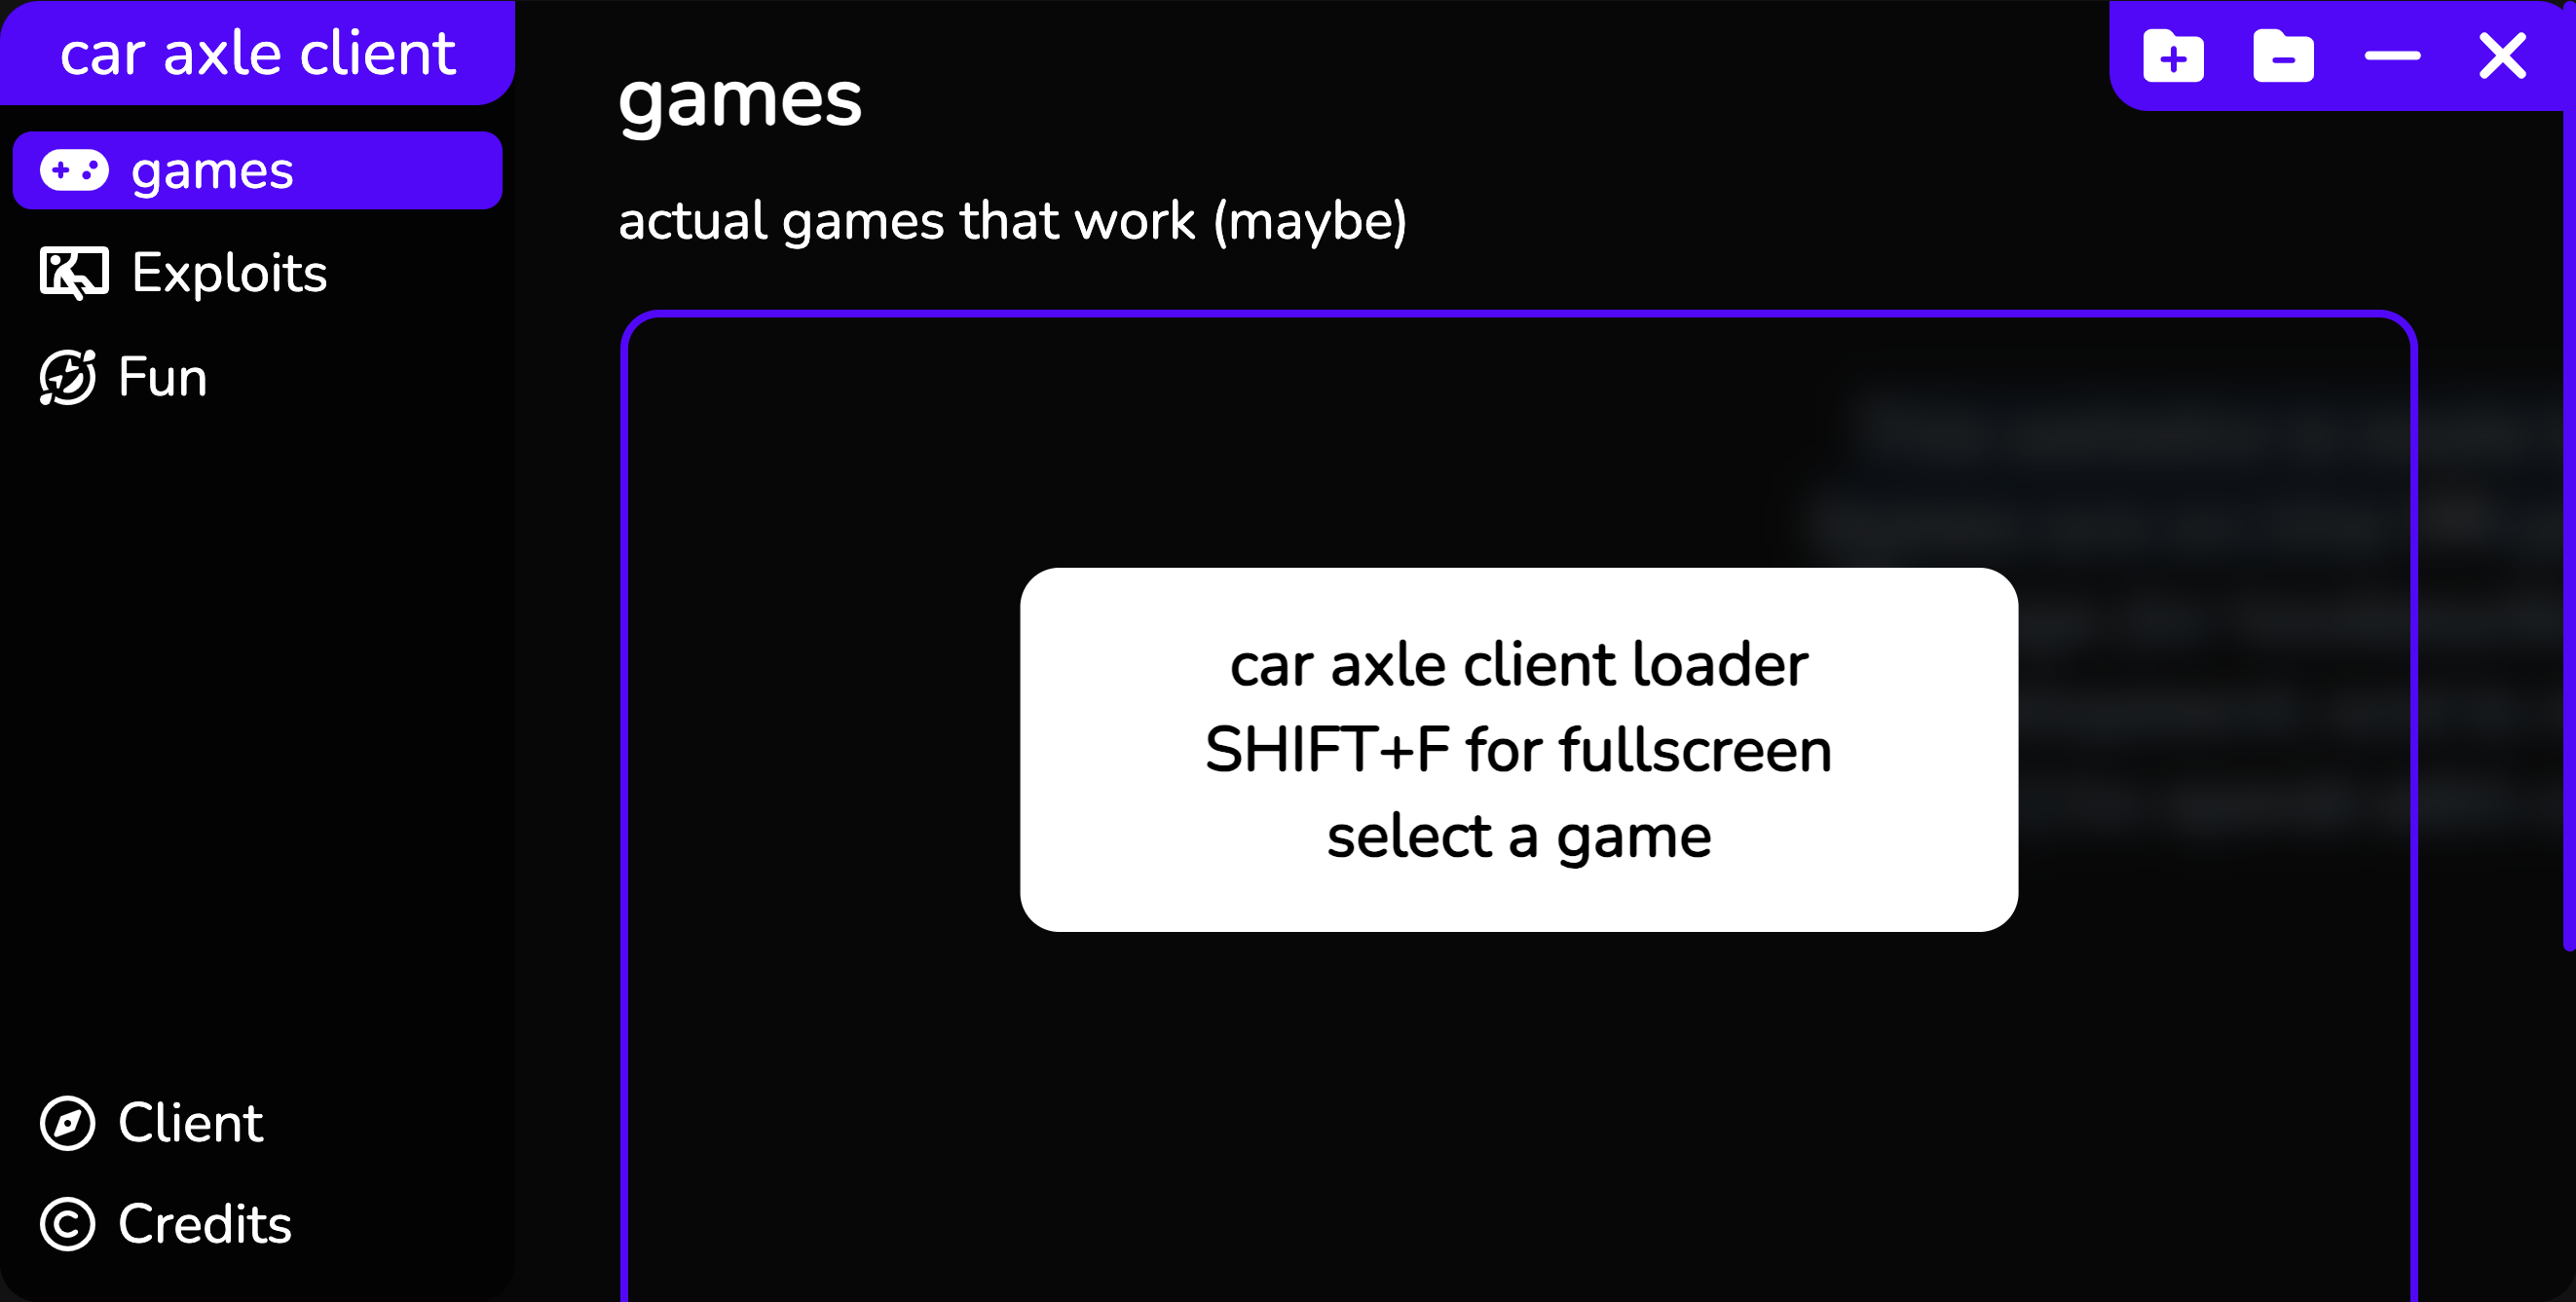 car axle client
games
Exploits
Fun
Client
Credits
games
actual games that work (maybe)
car axle client loader
SHIFT+F for fullscreen
select a game